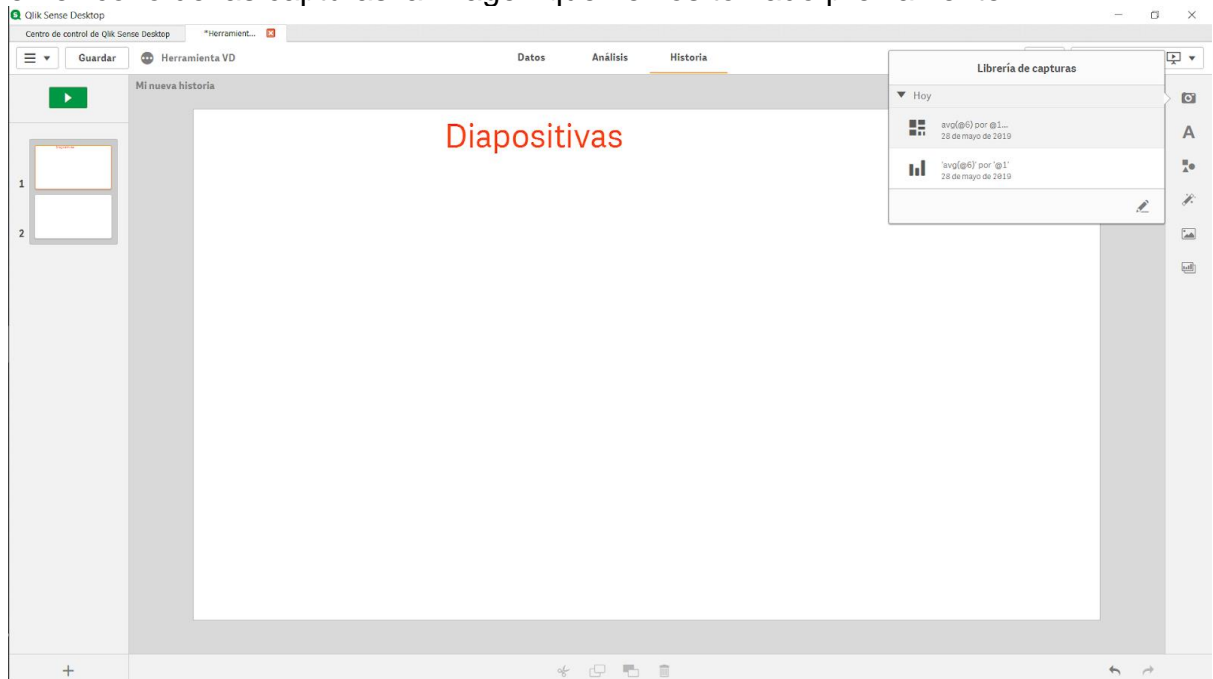 Qlik Sense Desktop
Centro de control de Qlik Sense Desktop
*Herramient...
Guardar
Herramienta VD
Datos
Análisis
Historia
Mi nueva historia
Librería de capturas
Hoy
avg(@6) por @1...
28 de mayo de 2019
'avg(@6)' por '@1'
28 de mayo de 2019
Diapositivas
1
2